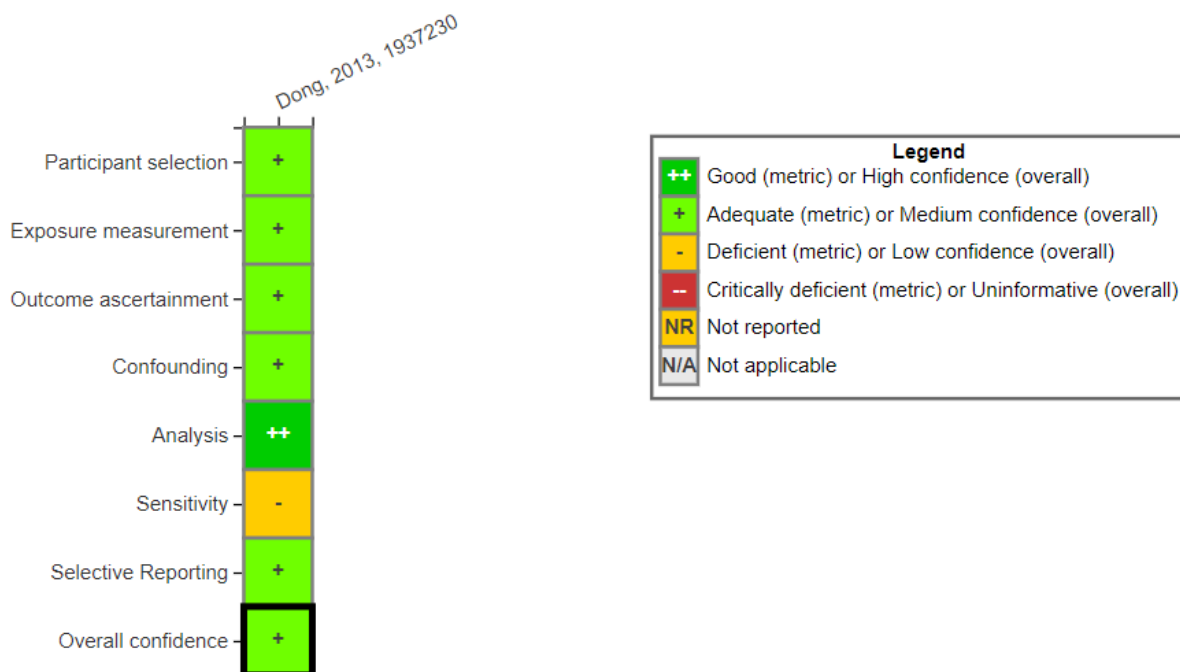 Dong, 2013, 1937230
Participant selection +
Exposure measurement +
Outcome ascertainment +
Confounding +
Analysis ++
Sensitivity -
Selective Reporting +
Overall confidence +
Legend
++ Good (metric) or High confidence (overall)
+ Adequate (metric) or Medium confidence (overall)
- Deficient (metric) or Low confidence (overall)
-- Critically deficient (metric) or Uninformative (overall)
NR Not reported
N/A Not applicable